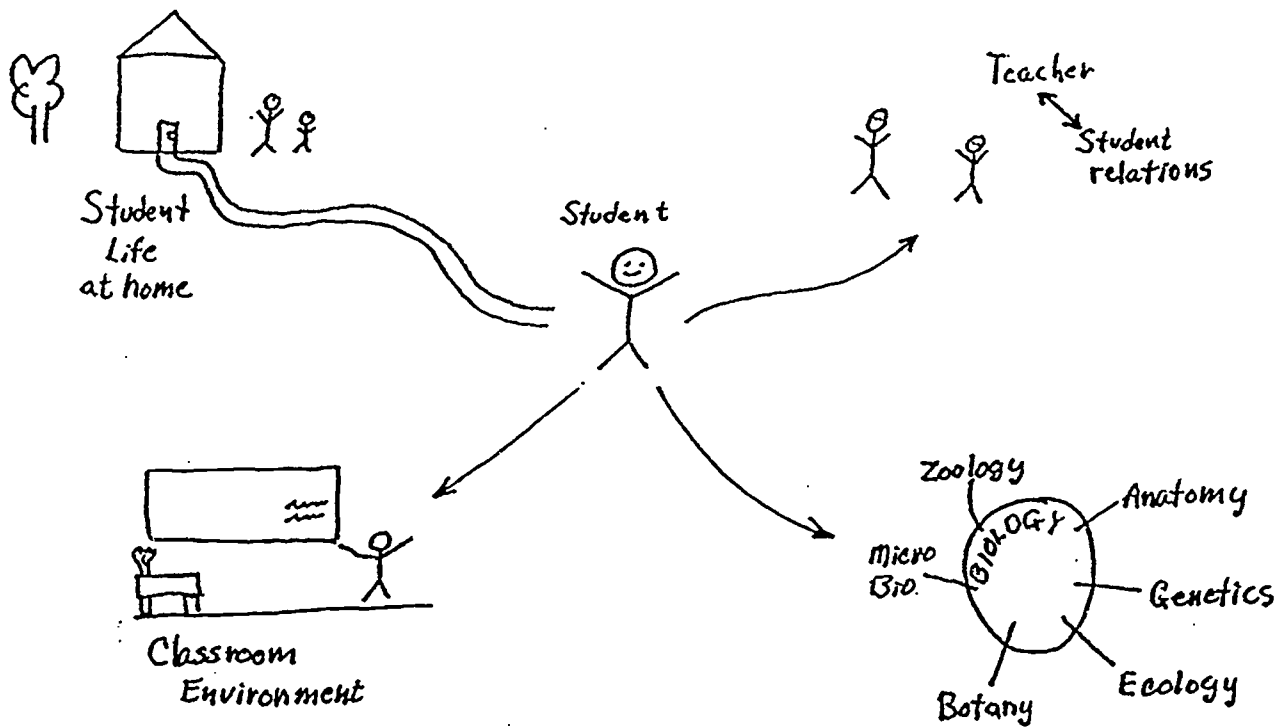 Teacher
Student
relations
Student
Life
at home
Student
Zoology
Anatomy
BIOLOGY
Micro
Bio.
Genetics
Ecology
Botany
Classroom
Environment